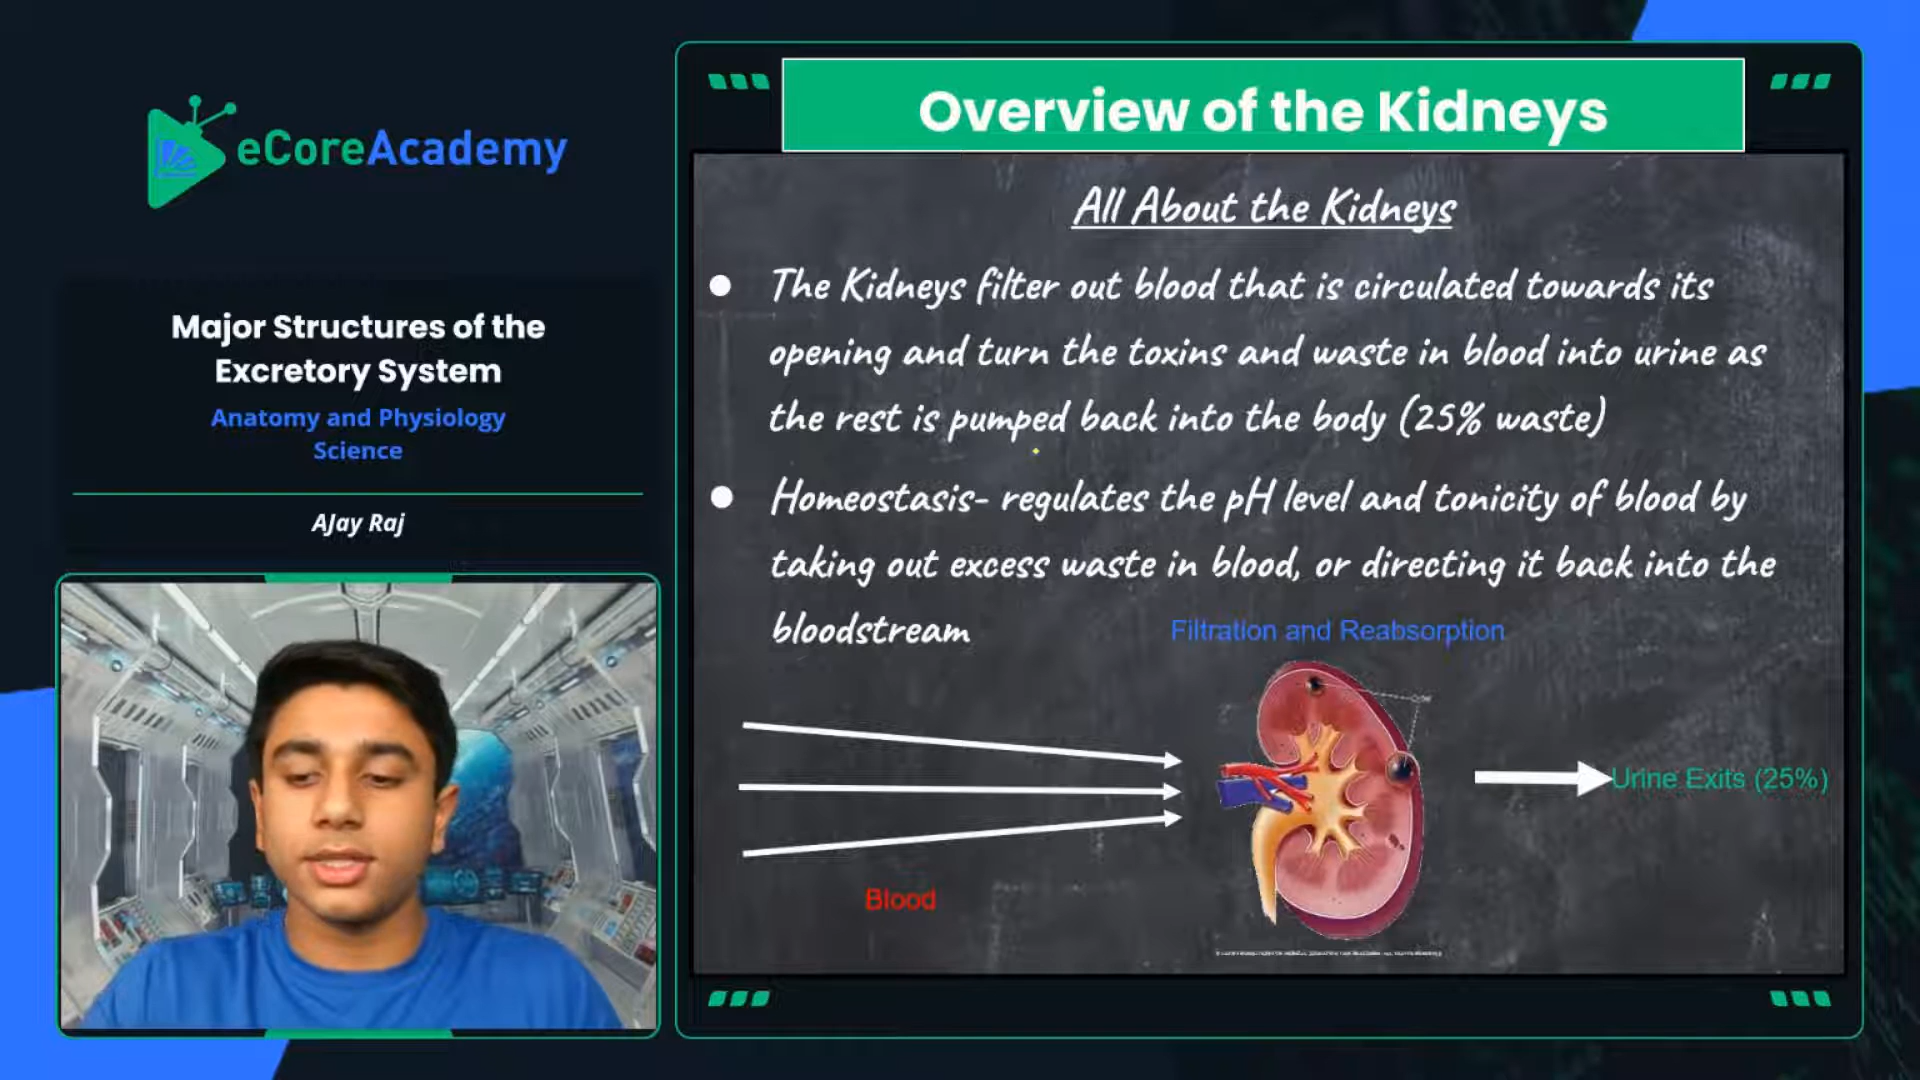 eCoreAcademy
Major Structures of the
Excretory System
Anatomy and Physiology
Science
AJay Raj
Overview of the Kidneys
All About the Kidneys
The Kidneys filter out blood that is circulated towards its
opening and turn the toxins and waste in blood into urine as
the rest is pumped back into the body (25% waste)
Homeostasis- regulates the pH level and tonicity of blood by
taking out excess waste in blood, or directing it back into the
bloodstream
Filtration and Reabsorption
Urine Exits (25%)
Blood